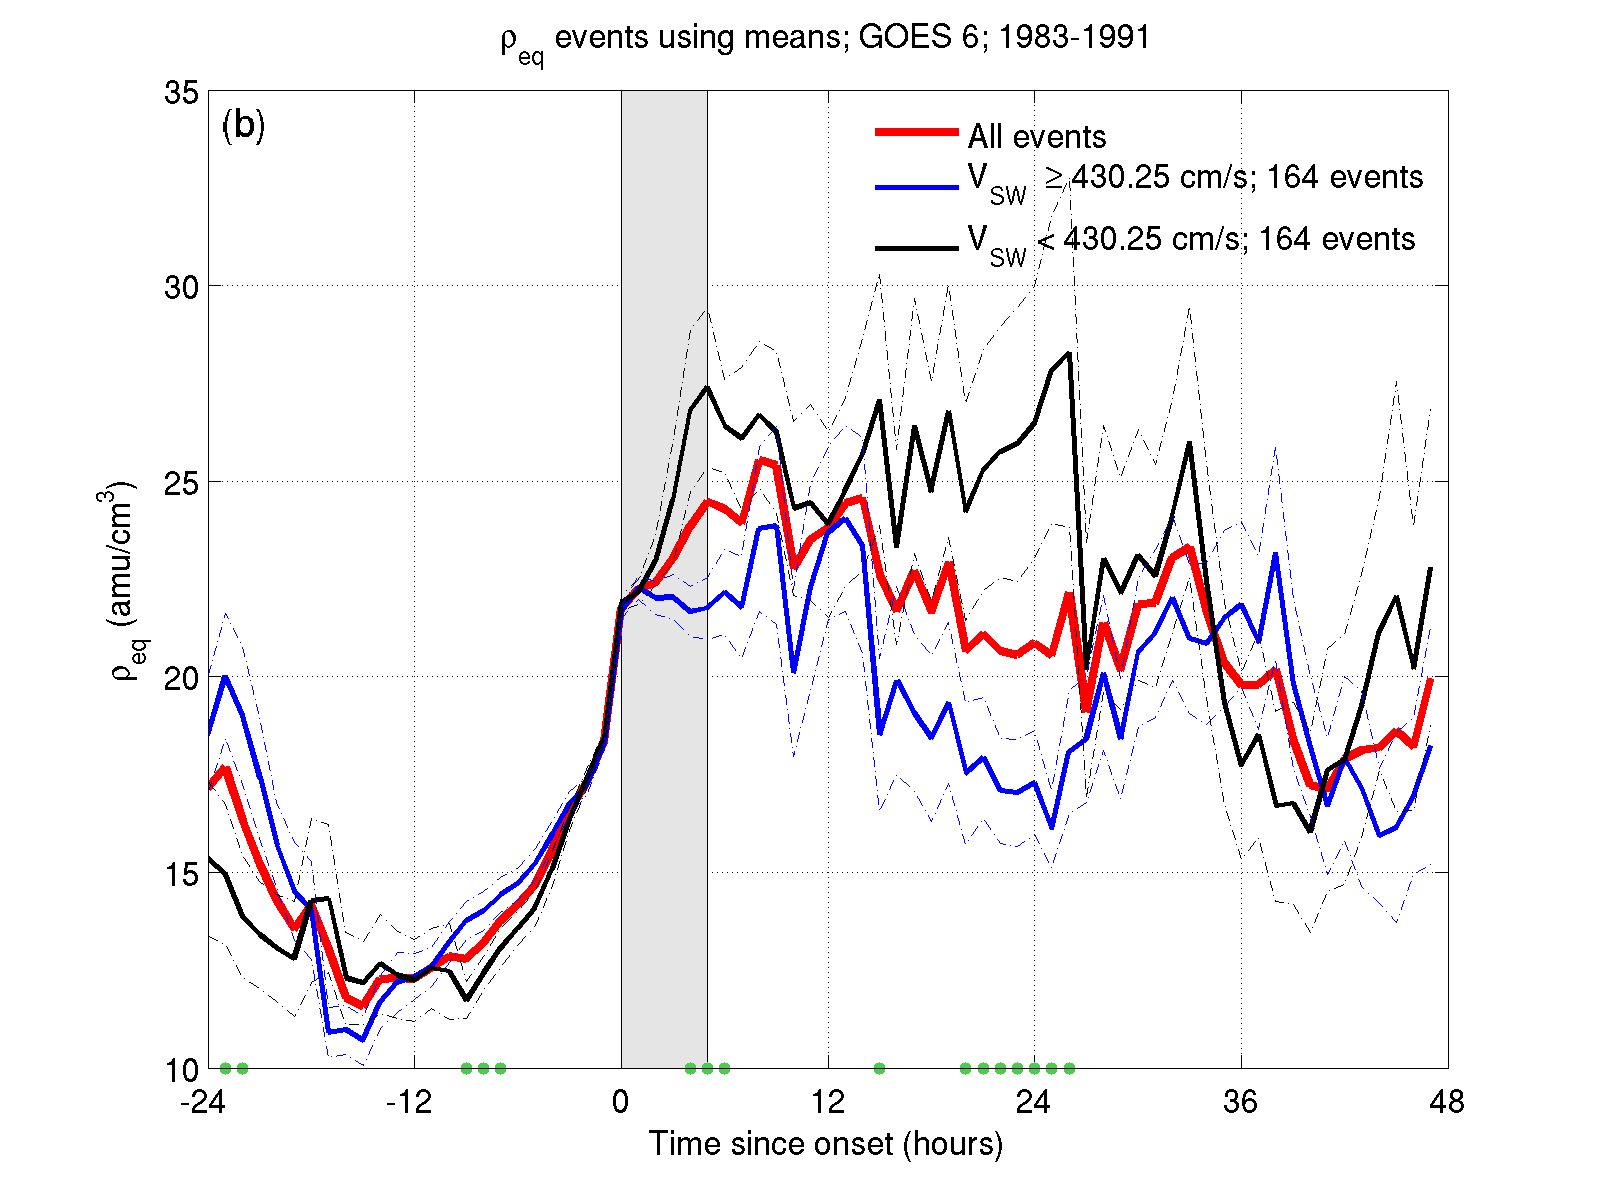 ρeq events using means; GOES 6; 1983-1991
(b)
All events
VSW ≥ 430.25 cm/s; 164 events
VSW < 430.25 cm/s; 164 events
ρeq (amu/cm3)
35
30
25
20
15
10
-24 -12 0 12 24 36 48
Time since onset (hours)